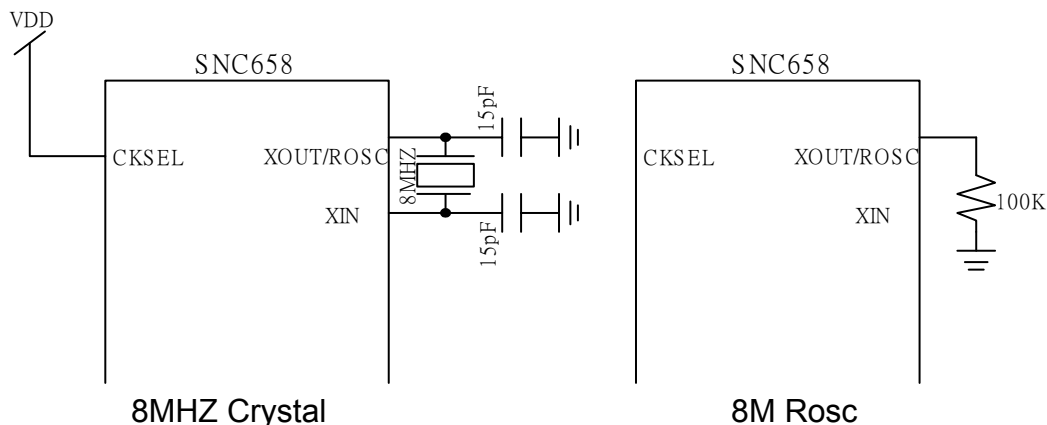 VDD
SNC658
CKSEL
XOUT/ROSC
XIN
8MHZ
15pF
15pF
8MHZ Crystal
SNC658
CKSEL
XOUT/ROSC
XIN
100K
8M Rosc